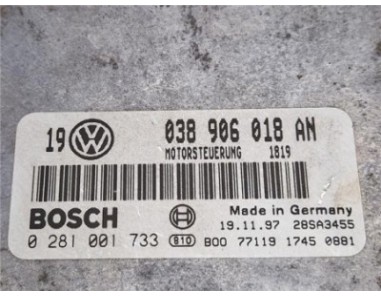 19 VW 038 906 018 AN
MOTORSTEUERUNG 1819
BOSCH Made in Germany
19.11.97 28SA3455
0 281 001 733 810 B00 77119 1745 0881